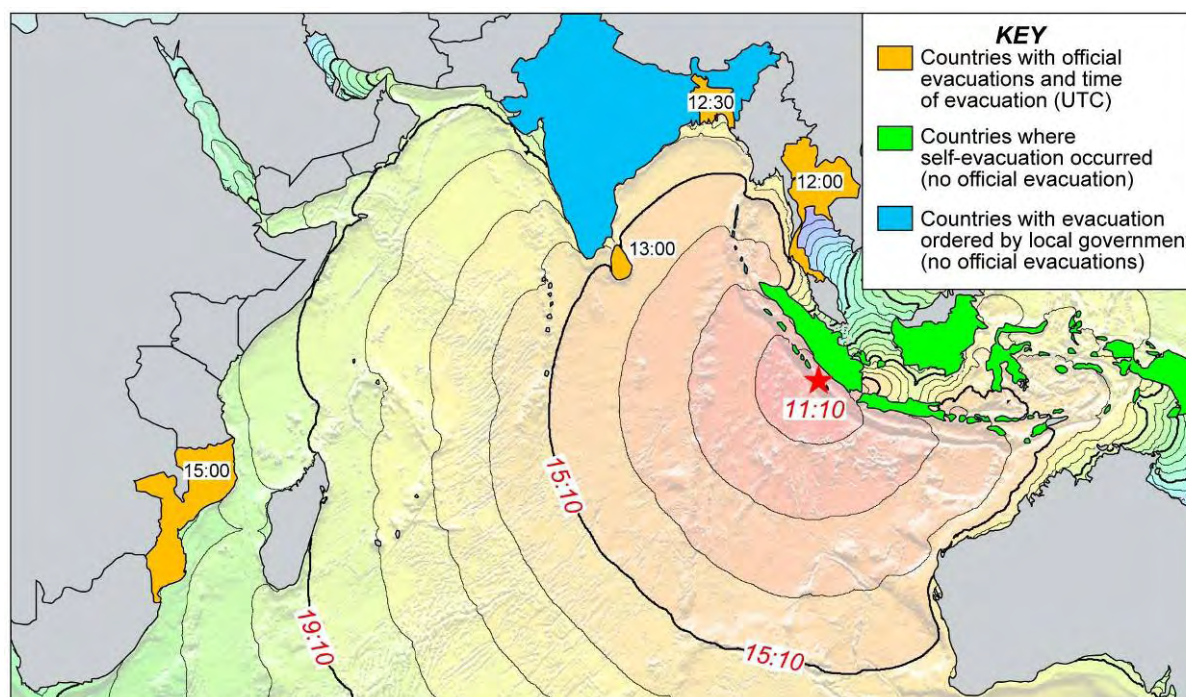 KEY
Countries with official
evacuations and time
of evacuation (UTC)
Countries where
self-evacuation occurred
(no official evacuation)
Countries with evacuation
ordered by local governmen
(no official evacuations)
12:30
12:00
13:00
11:10
15:00
15:10
19:10
15:10